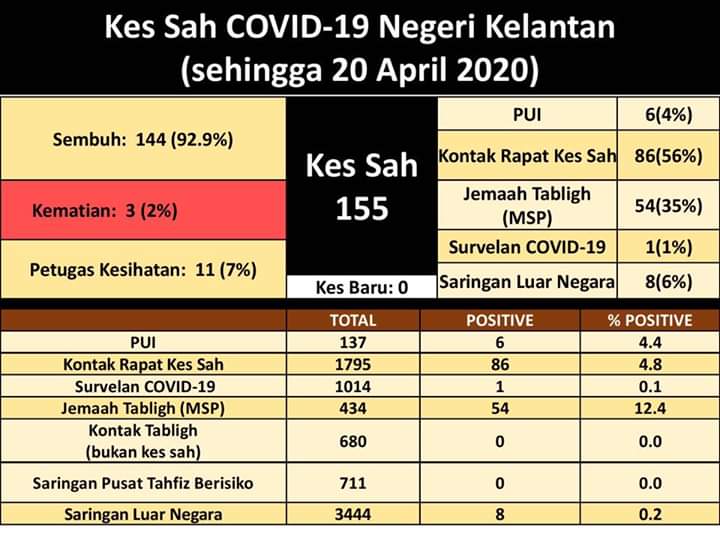 Kes Sah COVID-19 Negeri Kelantan
(sehingga 20 April 2020)
Sembuh: 144 (92.9%)
Kematian: 3 (2%)
Petugas Kesihatan: 11 (7%)
Kes Sah
155
Kes Baru: 0
PUI 6(4%)
Kontak Rapat Kes Sah 86(56%)
Jemaah Tabligh
(MSP) 54(35%)
Survelan COVID-19 1(1%)
Saringan Luar Negara 8(6%)
TOTAL POSITIVE % POSITIVE
PUI 137 6 4.4
Kontak Rapat Kes Sah 1795 86 4.8
Survelan COVID-19 1014 1 0.1
Jemaah Tabligh (MSP) 434 54 12.4
Kontak Tabligh
(bukan kes sah) 680 0 0.0
Saringan Pusat Tahfiz Berisiko 711 0 0.0
Saringan Luar Negara 3444 8 0.2